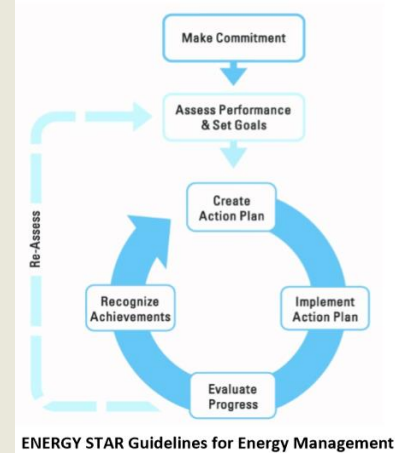 Make Commitment
Assess Performance
& Set Goals
Create
Action Plan
Re-Assess
Recognize
Achievements
Implement
Action Plan
Evaluate
Progress
ENERGY STAR Guidelines for Energy Management